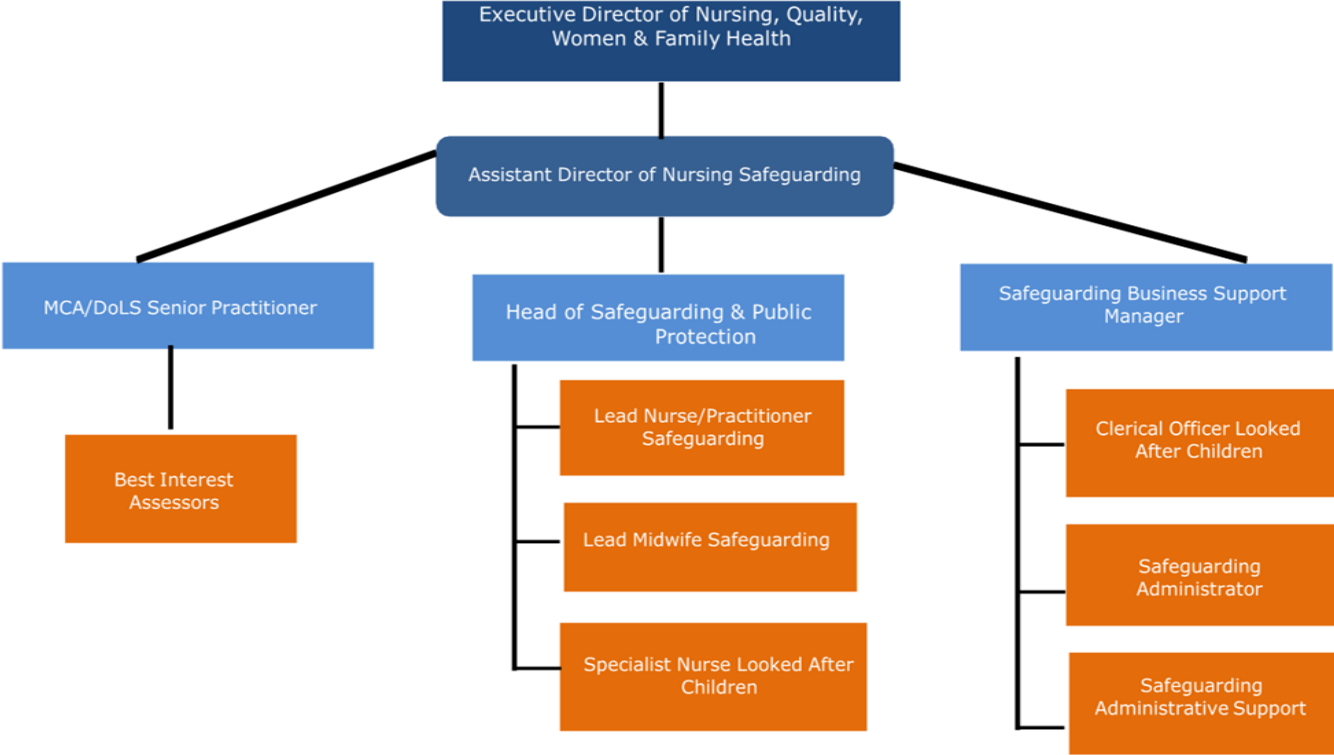 Executive Director of Nursing, Quality,
Women & Family Health
Assistant Director of Nursing Safeguarding
MCA/DoLS Senior Practitioner
Best Interest
Assessors
Head of Safeguarding & Public
Protection
Lead Nurse/Practitioner
Safeguarding
Lead Midwife Safeguarding
Specialist Nurse Looked After
Children
Safeguarding Business Support
Manager
Clerical Officer Looked
After Children
Safeguarding
Administrator
Safeguarding
Administrative Support